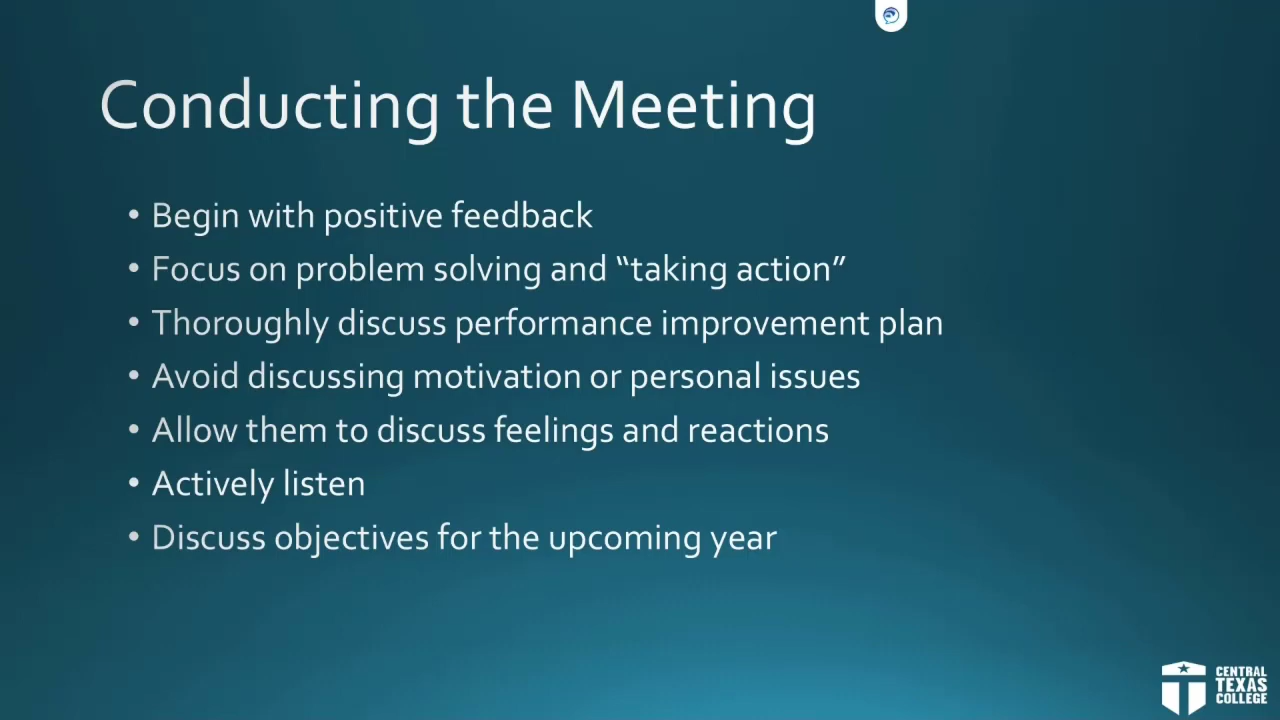 Conducting the Meeting
• Begin with positive feedback
• Focus on problem solving and “taking action”
• Thoroughly discuss performance improvement plan
• Avoid discussing motivation or personal issues
• Allow them to discuss feelings and reactions
• Actively listen
• Discuss objectives for the upcoming year
CENTRAL
TEXAS
COLLEGE